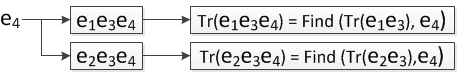 e₄ e₁e₃e₄ Tr(e₁e₃e₄) = Find (Tr(e₁e₃), e₄)
e₂e₃e₄ Tr(e₂e₃e₄) = Find (Tr(e₂e₃),e₄)